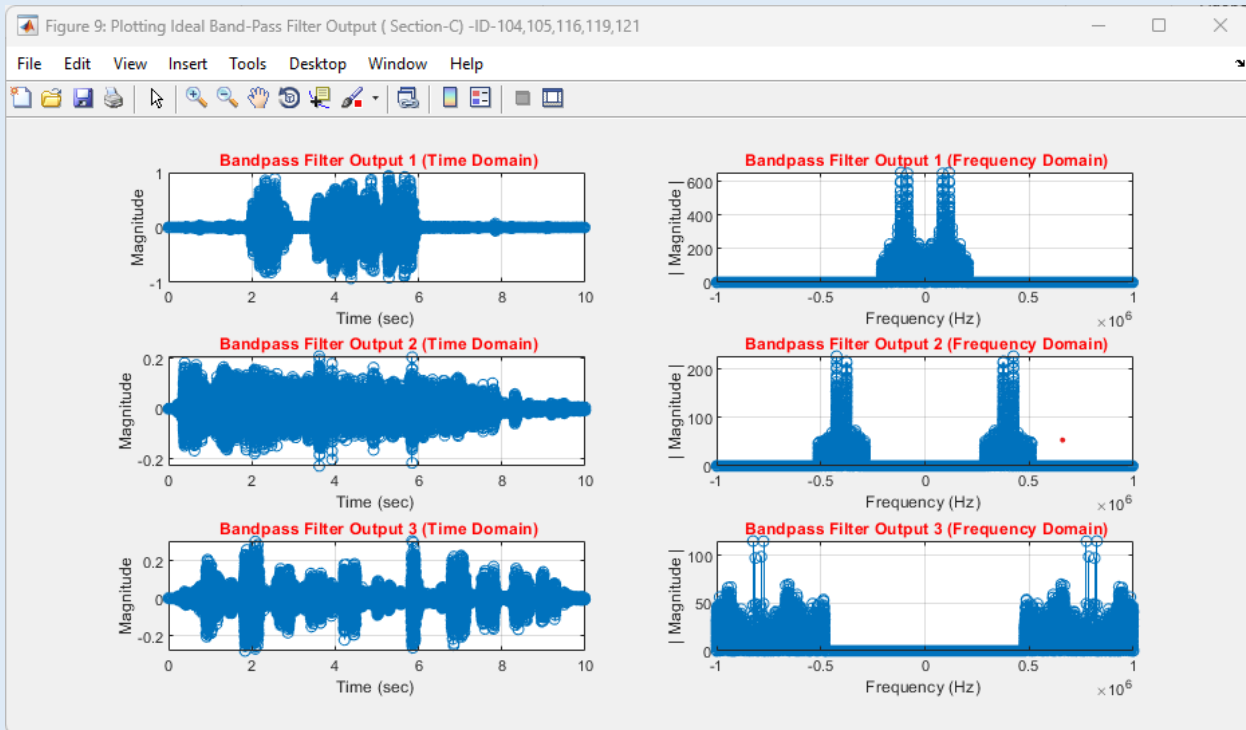 Figure 9: Plotting Ideal Band-Pass Filter Output ( Section-C) -ID-104,105,116,119,121
File Edit View Insert Tools Desktop Window Help
Bandpass Filter Output 1 (Time Domain)
1
0
-1
Magnitude
0 2 4 6 8 10
Time (sec)
Bandpass Filter Output 1 (Frequency Domain)
600
400
200
0
| Magnitude |
-1 -0.5 0 0.5 1
Frequency (Hz)
×10^6
Bandpass Filter Output 2 (Time Domain)
0.2
0
-0.2
Magnitude
0 2 4 6 8 10
Time (sec)
Bandpass Filter Output 2 (Frequency Domain)
200
100
0
| Magnitude |
-1 -0.5 0 0.5 1
Frequency (Hz)
×10^6
Bandpass Filter Output 3 (Time Domain)
0.2
0
-0.2
Magnitude
0 2 4 6 8 10
Time (sec)
Bandpass Filter Output 3 (Frequency Domain)
100
50
0
| Magnitude |
-1 -0.5 0 0.5 1
Frequency (Hz)
×10^6